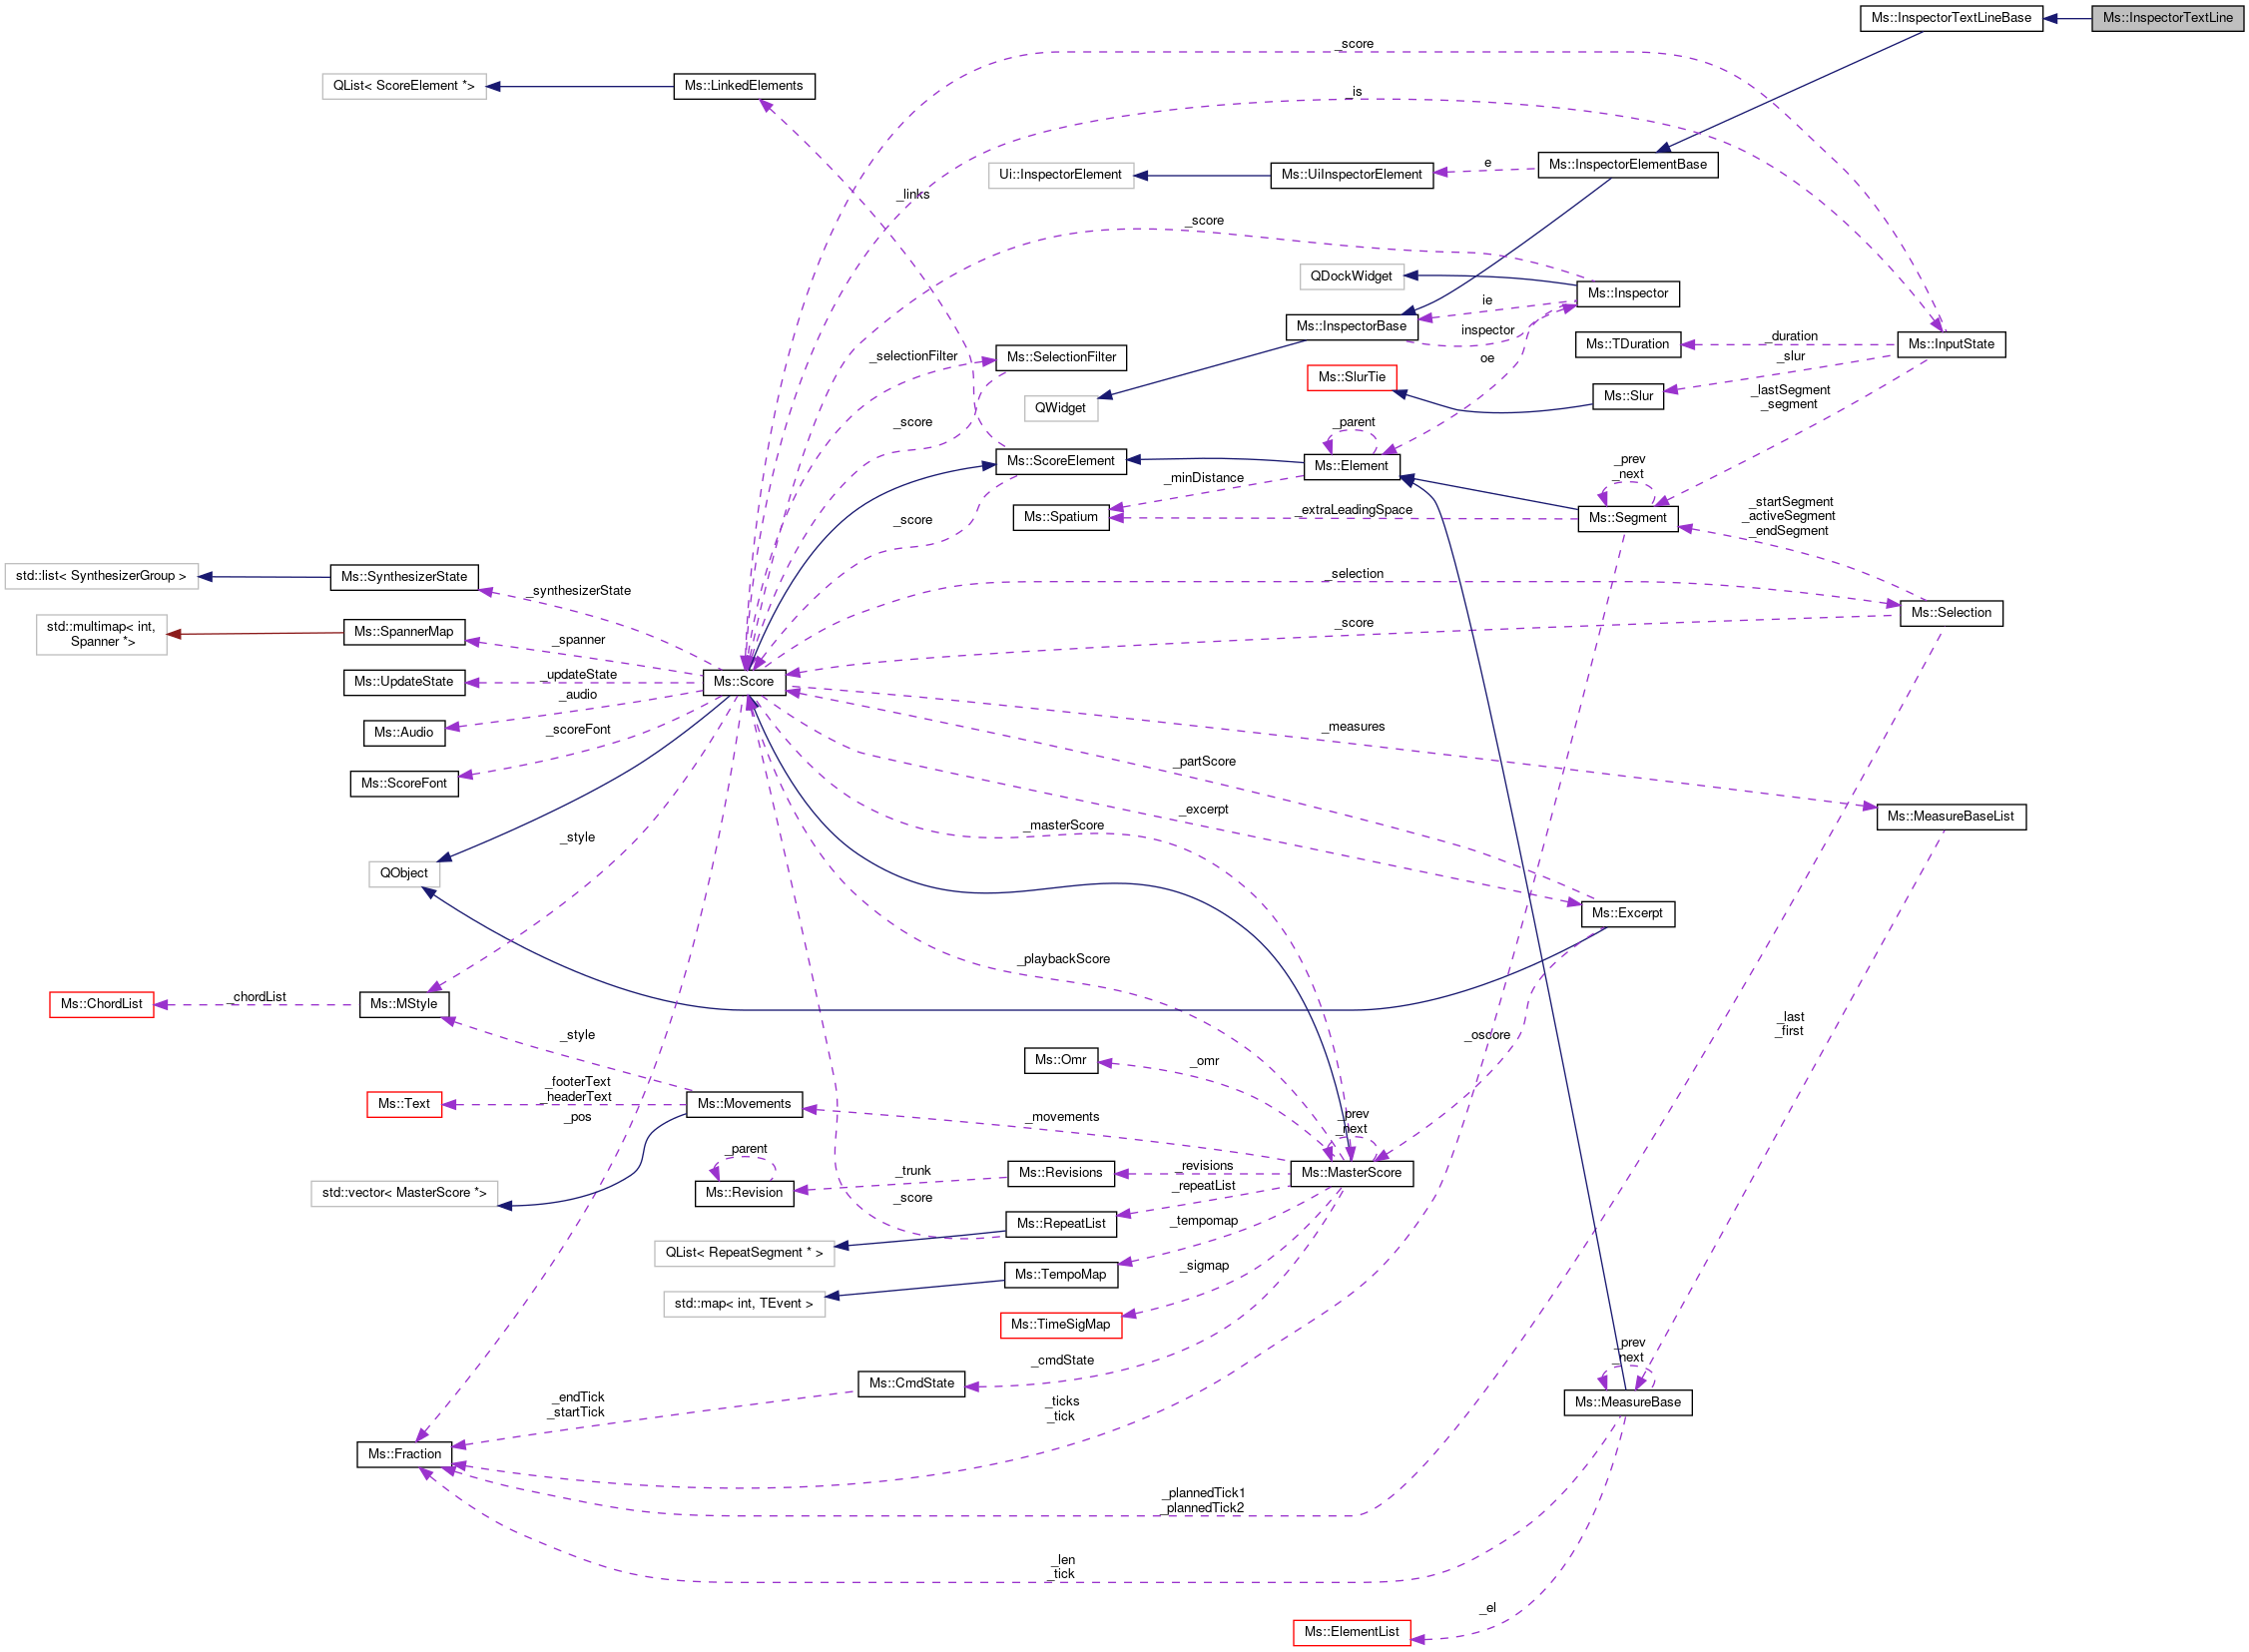 Ms::InspectorTextLineBase
Ms::InspectorTextLine
_score
QList< ScoreElement *>
Ms::LinkedElements
_is
Ui::InspectorElement
Ms::UiInspectorElement
e
Ms::InspectorElementBase
_links
_score
QDockWidget
Ms::Inspector
ie
Ms::InspectorBase
inspector
oe
Ms::TDuration
_duration
Ms::InputState
_selectionFilter
Ms::SelectionFilter
_slur
Ms::SlurTie
Ms::Slur
_lastSegment
_segment
QWidget
_score
_parent
Ms::ScoreElement
Ms::Element
_prev
_next
_minDistance
_startSegment
_activeSegment
_endSegment
_score
Ms::Spatium
_extraLeadingSpace
Ms::Segment
std::list< SynthesizerGroup >
Ms::SynthesizerState
_synthesizerState
_selection
Ms::Selection
std::multimap< int,
Spanner *>
Ms::SpannerMap
_spanner
_score
Ms::UpdateState
_updateState
_audio
Ms::Score
Ms::Audio
_scoreFont
_measures
Ms::ScoreFont
_partScore
_excerpt
Ms::MeasureBaseList
_style
_masterScore
QObject
Ms::Excerpt
_playbackScore
Ms::ChordList
_chordList
Ms::MStyle
_last
_first
_style
_oscore
Ms::Omr
_omr
_footerText
_headerText
_pos
Ms::Text
Ms::Movements
_movements
_prev
_next
_parent
_trunk
Ms::Revisions
_revisions
Ms::MasterScore
std::vector< MasterScore *>
Ms::Revision
_score
_repeatList
Ms::RepeatList
_tempomap
QList< RepeatSegment * >
_sigmap
Ms::TempoMap
std::map< int, TEvent >
Ms::TimeSigMap
_prev
_next
_cmdState
Ms::CmdState
_endTick
_startTick
_ticks
_tick
Ms::MeasureBase
Ms::Fraction
_plannedTick1
_plannedTick2
_len
_tick
_el
Ms::ElementList